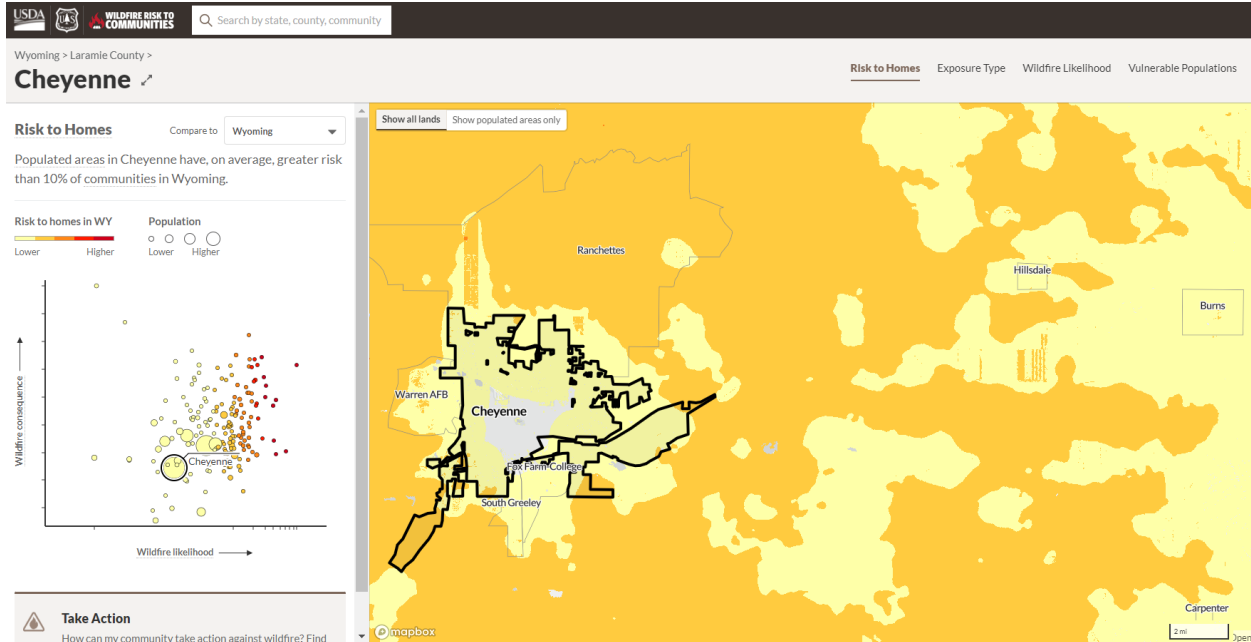 USDA
UAS
WILDFIRE RISK TO
COMMUNITIES
Search by state, county, community
Wyoming > Laramie County >
Cheyenne
Risk to Homes
Exposure Type
Wildfire Likelihood
Vulnerable Populations
Risk to Homes
Compare to
Wyoming
Populated areas in Cheyenne have, on average, greater risk
than 10% of communities in Wyoming.
Risk to homes in WY
Population
Lower
Higher
Lower
Higher
Wildfire consequence
Cheyenne
Wildfire likelihood
Take Action
How can my community take action against wildfire? Find
Show all lands
Show populated areas only
Ranchettes
Hillsdale
Burns
Warren AFB
Cheyenne
Fox Farm-College
South Greeley
Carpenter
mapbox
2 mi
Open